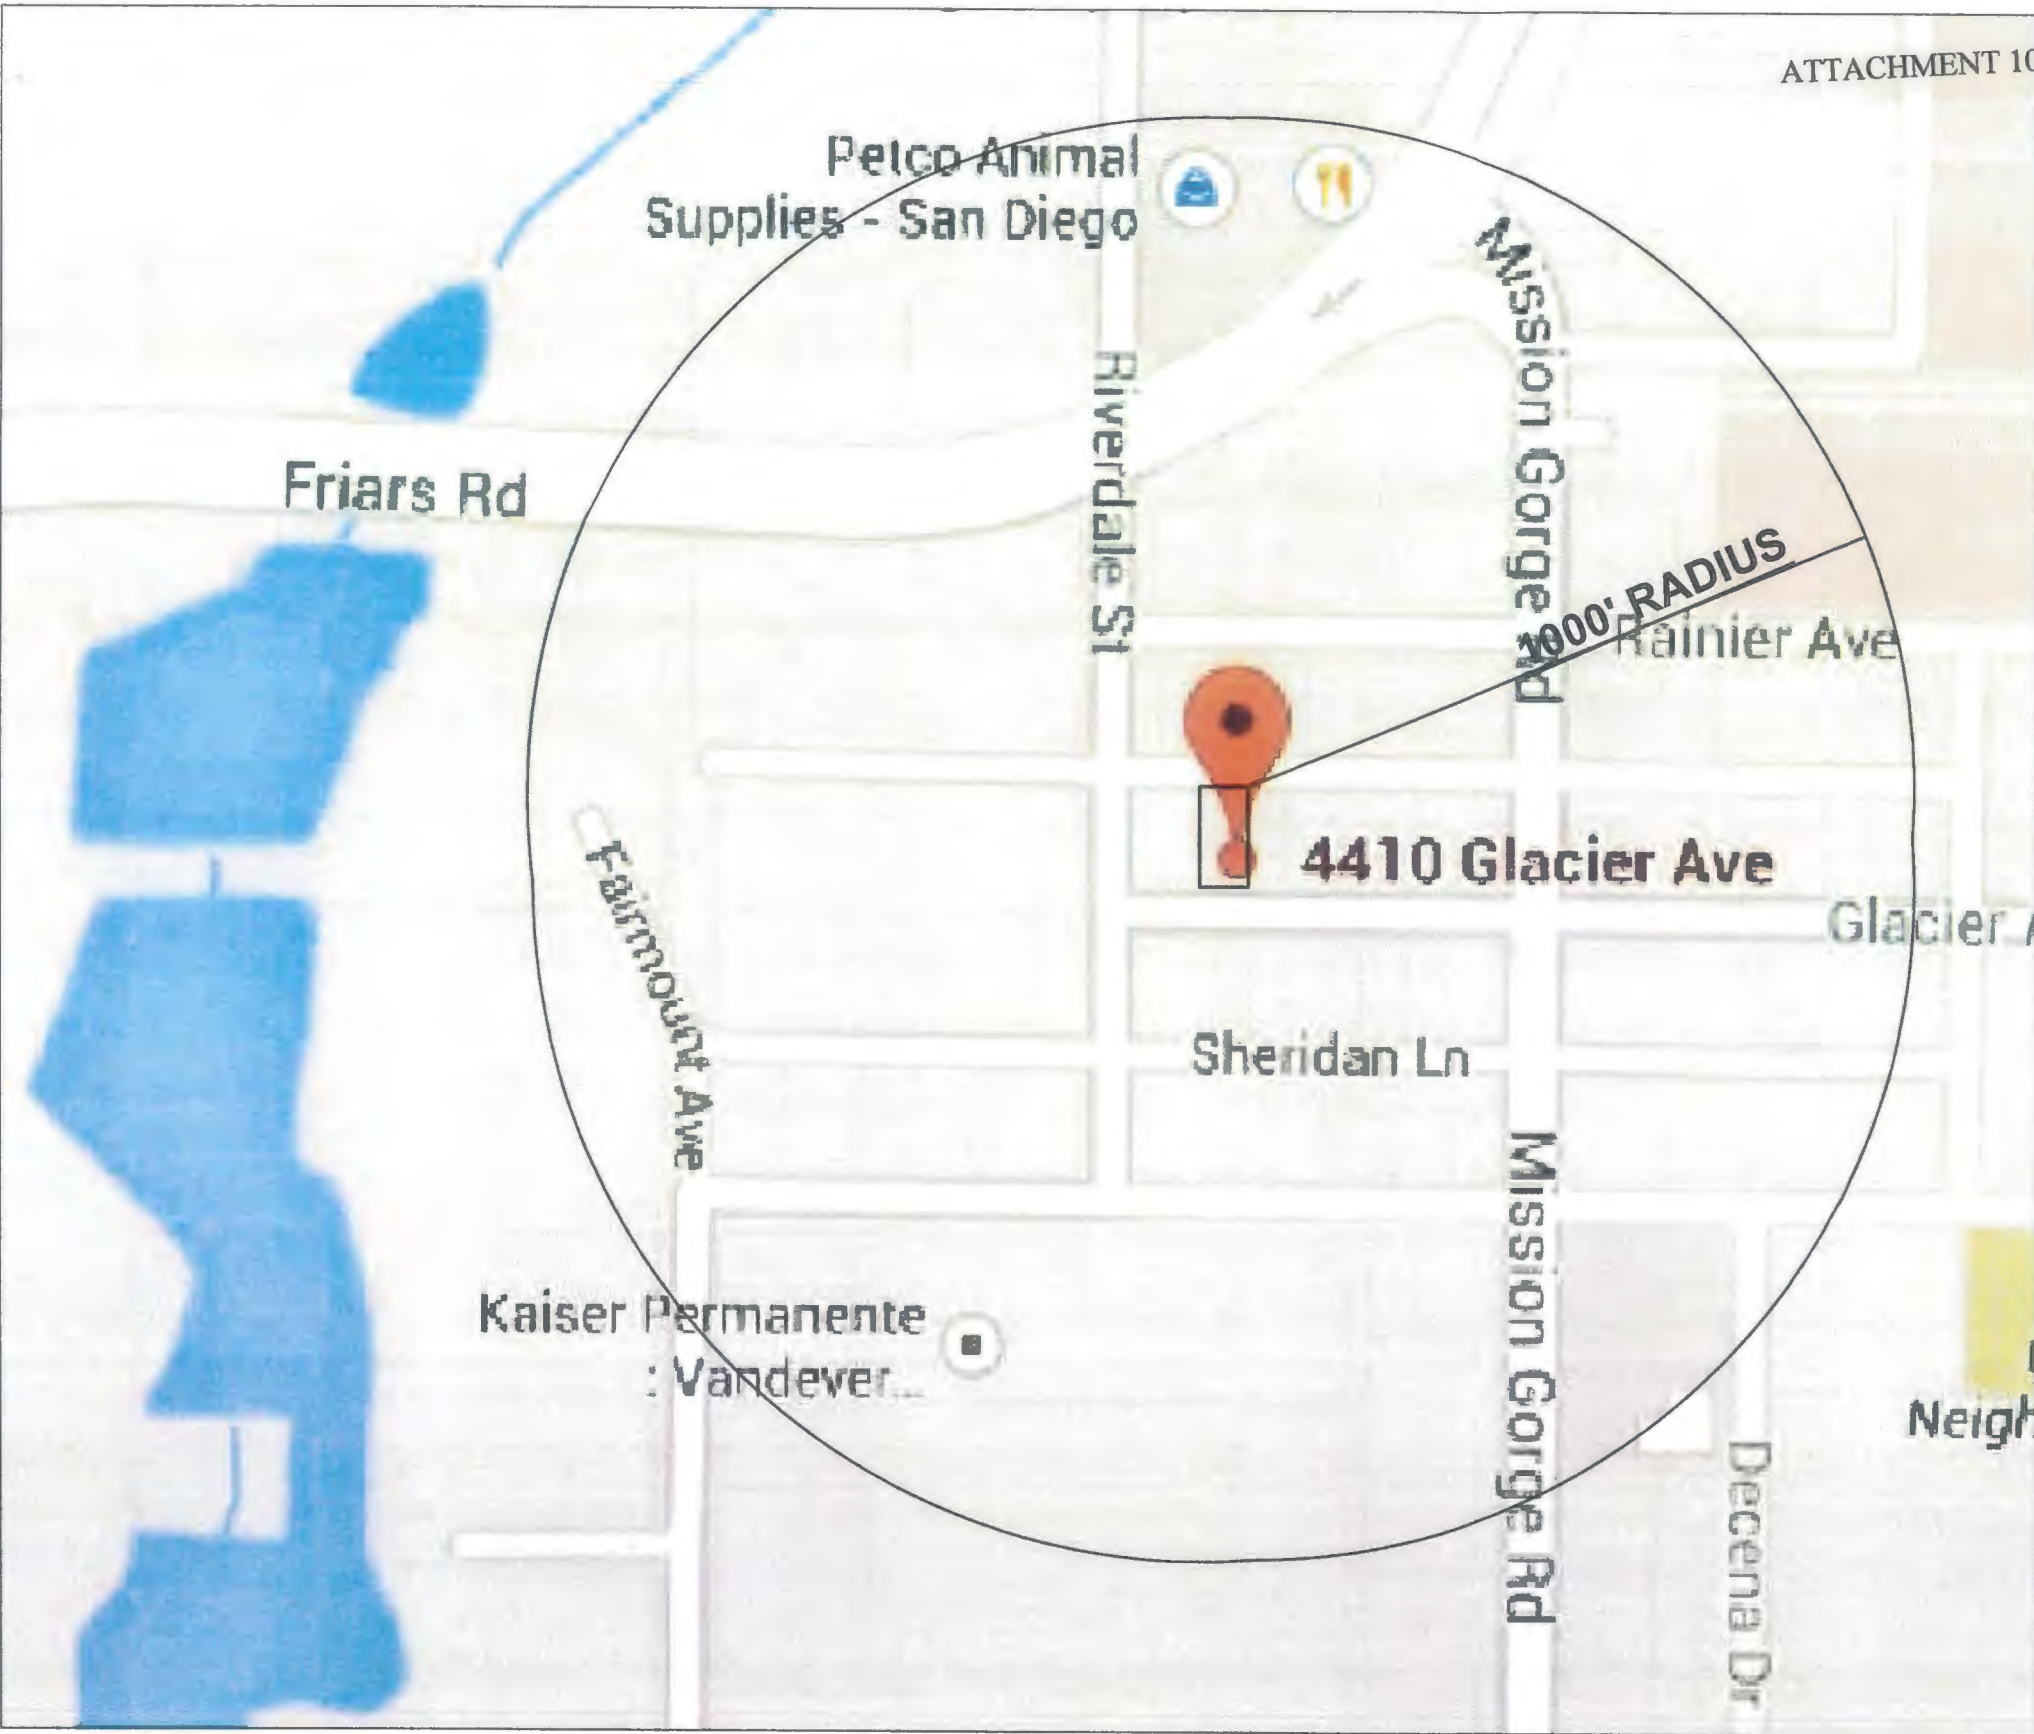 ATTACHMENT 10
Petco Animal
Supplies - San Diego
Mission Gorge Rd
Riverdale St
Friars Rd
1000' RADIUS
Rainier Ave
4410 Glacier Ave
Glacier
Fairmount Ave
Sheridan Ln
Mission Gorge Rd
Kaiser Permanente
: Vandever...
Neigh
Decena Dr